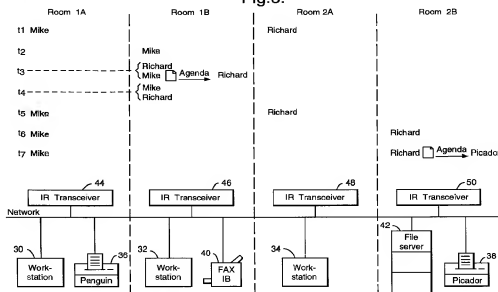 Fig.8.
Room 1A Room 1B Room 2A Room 2B
t1 Mike Richard
t2 Mike
t3 Richard
Mike Agenda Richard
t4 Mike
Richard
t5 Mike Richard
t6 Mike Richard
t7 Mike Richard Agenda Picador
44 46 48 50
IR Transceiver IR Transceiver IR Transceiver IR Transceiver
Network
30 36 32 40 34 42 38
Work-
station
Penguin
Work-
station
FAX
IB
Work-
station
File
server
Picador